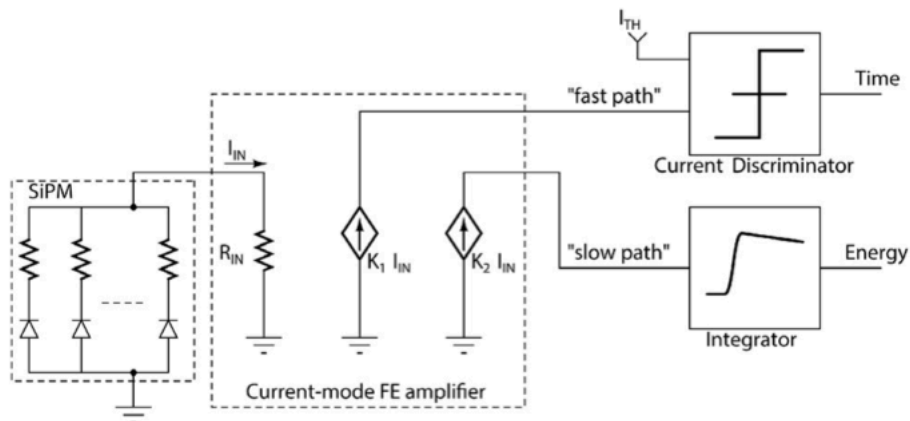 I_TH
Time
"fast path"
Current Discriminator
I_IN
SiPM
R_IN
K_1 I_IN
K_2 I_IN
"slow path"
Energy
Integrator
Current-mode FE amplifier